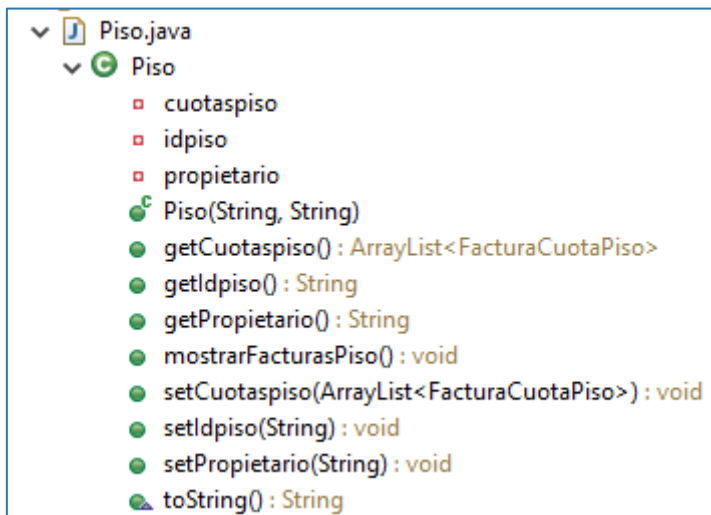 Piso.java
Piso
cuotaspiso
idpiso
propietario
Piso(String, String)
getCuotaspiso() : ArrayList<FacturaCuotaPiso>
getIdpiso() : String
getPropietario() : String
mostrarFacturasPiso() : void
setCuotaspiso(ArrayList<FacturaCuotaPiso>) : void
setIdpiso(String) : void
setPropietario(String) : void
toString() : String